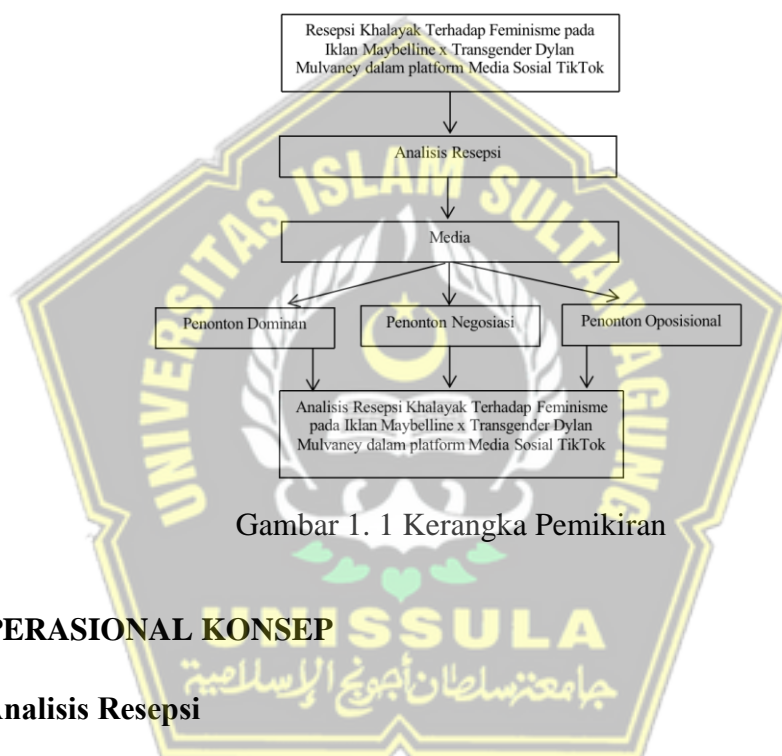 Resepsi Khalayak Terhadap Feminisme pada
Iklan Maybelline x Transgender Dylan
Mulvaney dalam platform Media Sosial TikTok
Analisis Resepsi
Media
Penonton Dominan
Penonton Negosiasi
Penonton Oposisional
Analisis Resepsi Khalayak Terhadap Feminisme
pada Iklan Maybelline x Transgender Dylan
Mulvaney dalam platform Media Sosial TikTok
Gambar 1. 1 Kerangka Pemikiran
PERASIONAL KONSEP
Analisis Resepsi
UNIVERSITAS ISLAM SULTAN AGUNG
UNISSULA
جامعنسلطان أجونج الإسلامية